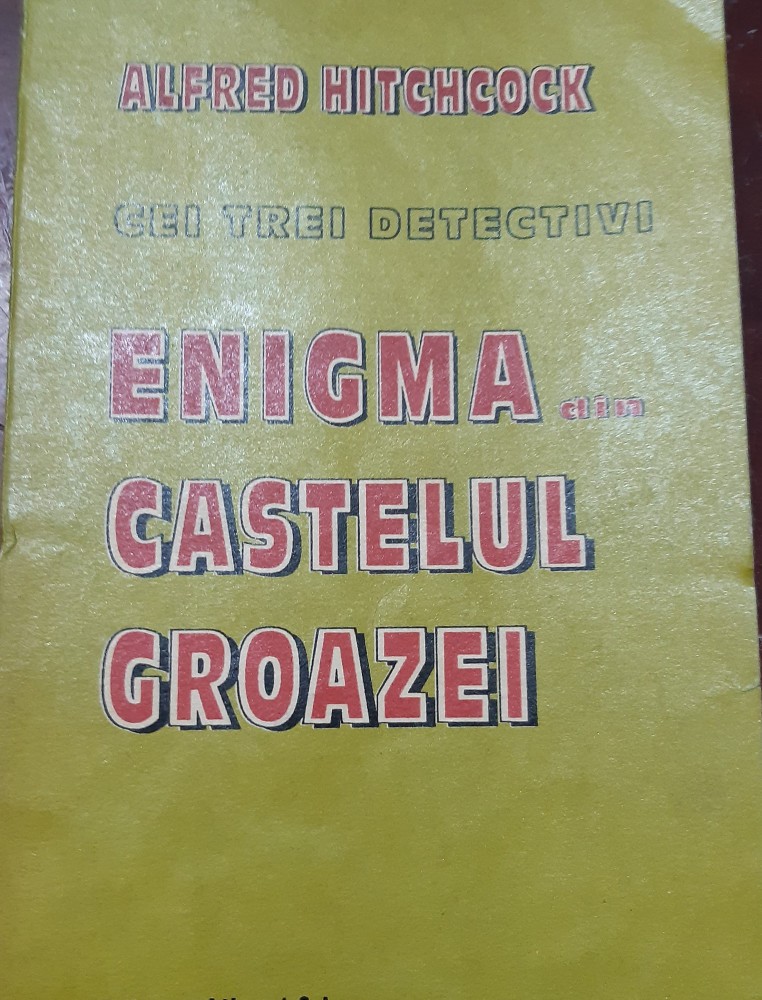 ALFRED HITCHCOCK
CEI TREI DETECTIVI
ENIGMA din
CASTELUL
GROAZEI